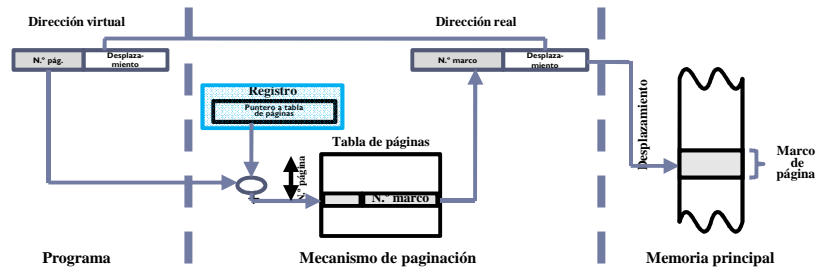 Dirección virtual
Dirección real
N.º pág.
Desplaza-
miento
N.º marco
Desplaza-
miento
Registro
Puntero a tabla
de páginas
Tabla de páginas
N.º página
N.º marco
+
Desplazamiento
Marco
de
página
Programa
Mecanismo de paginación
Memoria principal